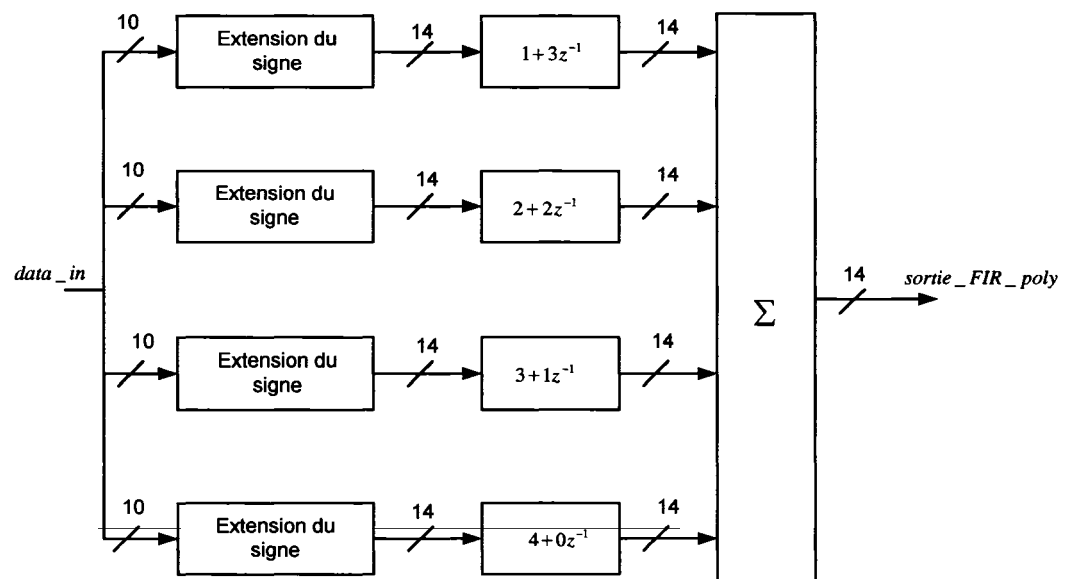 10
Extension du
signe
14
1+3z⁻¹
14
10
Extension du
signe
14
2+2z⁻¹
14
data_in
Σ
14
sortie_FIR_poly
10
Extension du
signe
14
3+1z⁻¹
14
10
Extension du
signe
14
4+0z⁻¹
14